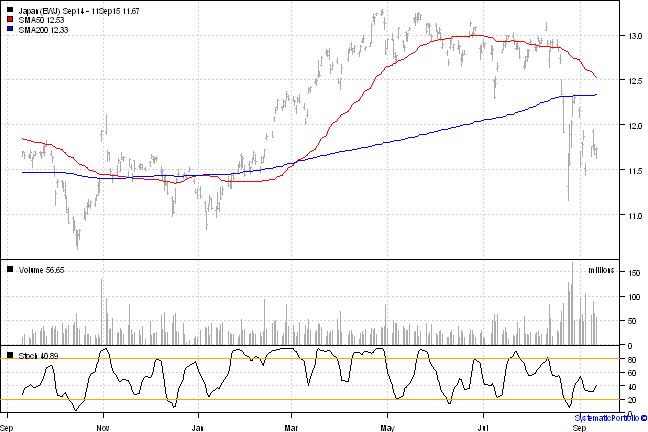 Japan (EWJ) Sep14 - 11Sep15 11.67
SMA50 12.53
SMA200 12.33
13.0
12.5
12.0
11.5
11.0
Volume 56.65
millions
150
100
50
0
Stoch 40.89
80
60
40
20
0
Sep
Nov
Jan
Mar
May
Jul
Sep
SystematicPortfolio ©